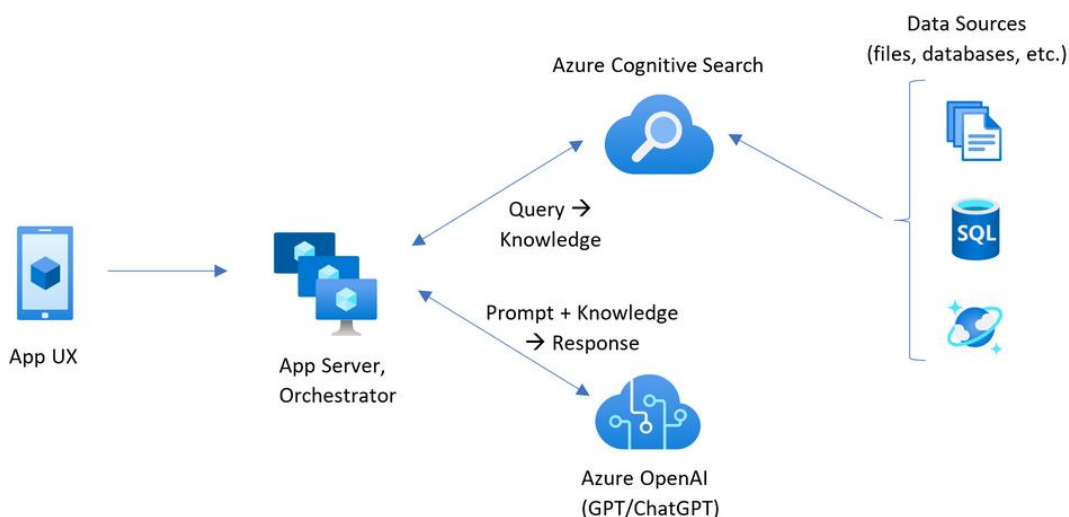 Data Sources
(files, databases, etc.)
Azure Cognitive Search
SQL
Query →
Knowledge
Prompt + Knowledge
→ Response
App UX
App Server,
Orchestrator
Azure OpenAI
(GPT/ChatGPT)